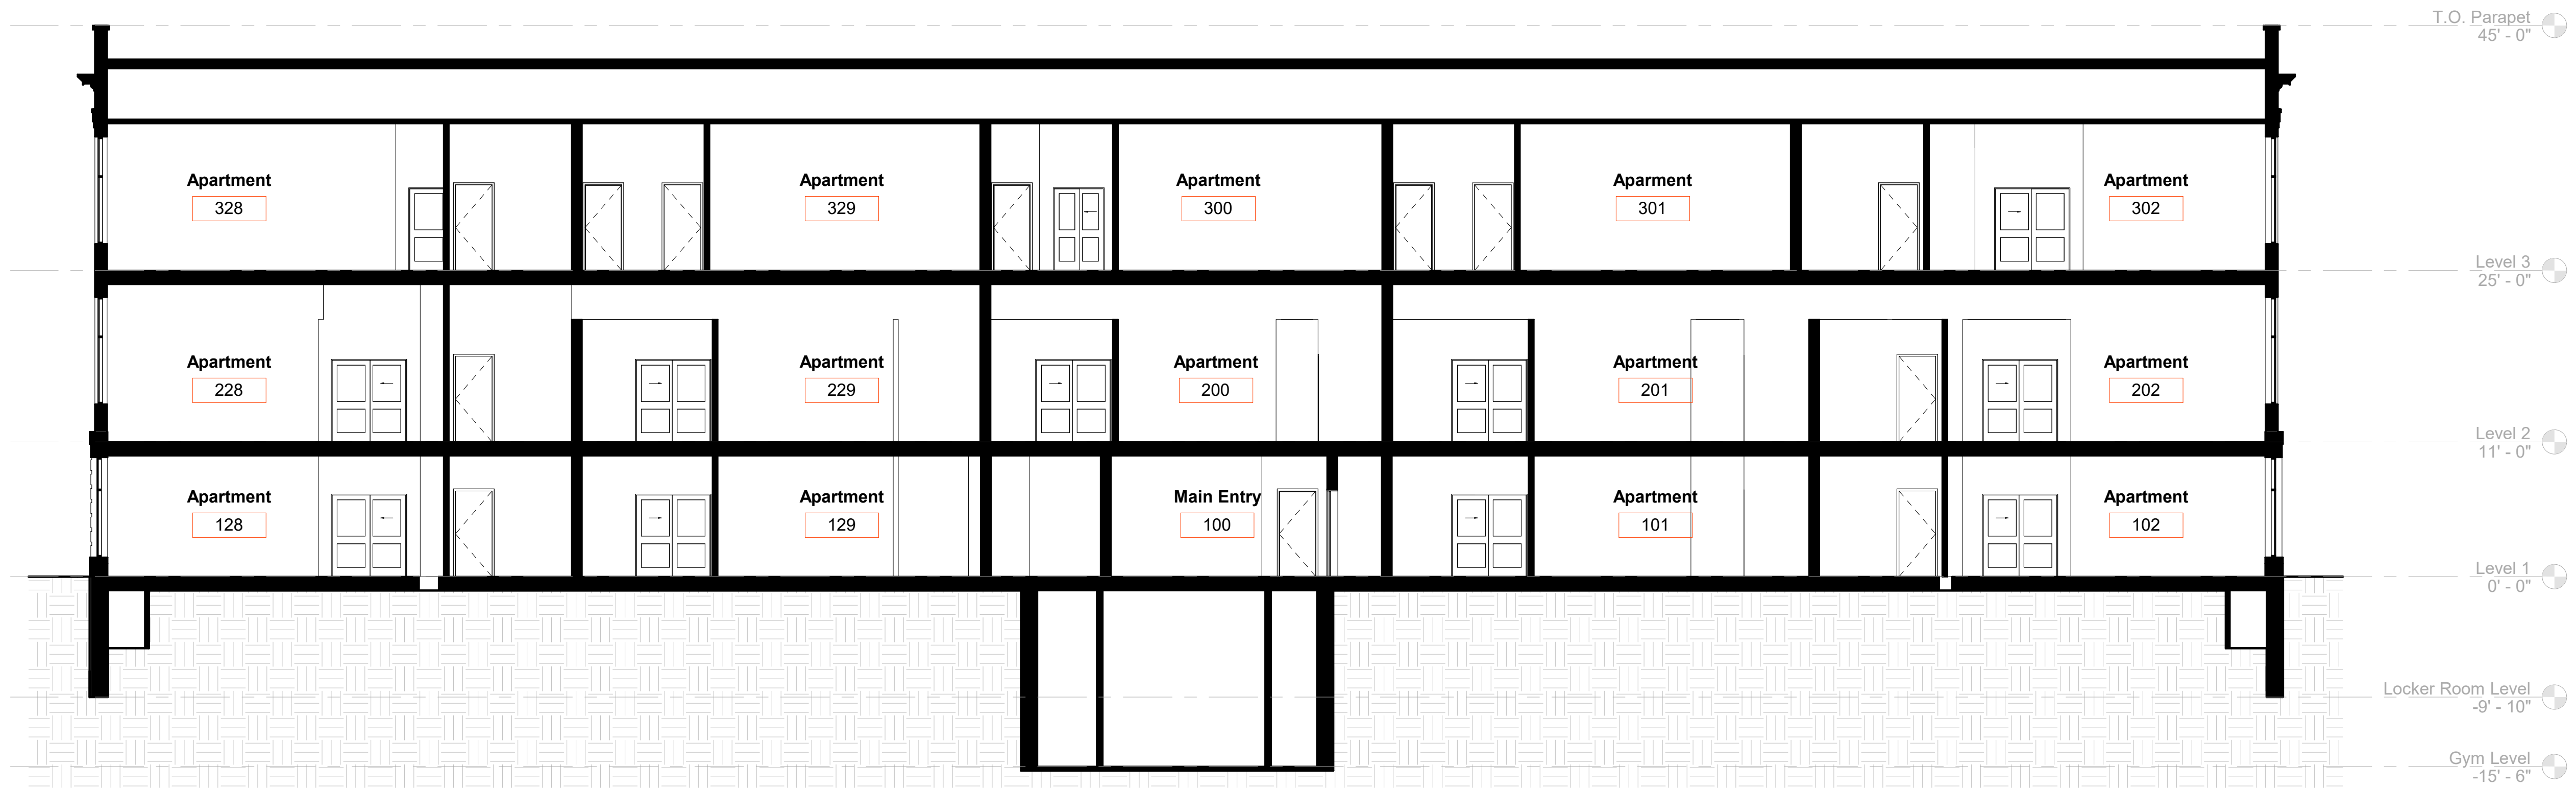 T.O. Parapet
45' - 0"
Apartment
328
Apartment
329
Apartment
300
Aparment
301
Apartment
302
Level 3
25' - 0"
Apartment
228
Apartment
229
Apartment
200
Apartment
201
Apartment
202
Level 2
11' - 0"
Apartment
128
Apartment
129
Main Entry
100
Apartment
101
Apartment
102
Level 1
0' - 0"
Locker Room Level
-9' - 10"
Gym Level
-15' - 6"